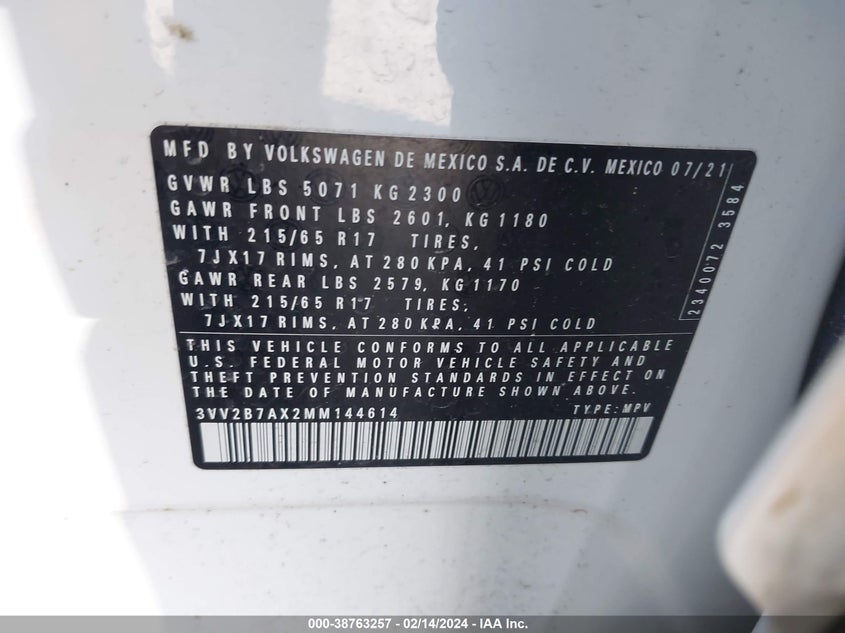 MFD BY VOLKSWAGEN DE MEXICO S.A. DE C.V. MEXICO 07/21
GVWR LBS 5071 KG 2300
GAWR FRONT LBS 2601, KG 1180
WITH 215/65 R17 TIRES,
7JX17 RIMS, AT 280 KPA, 41 PSI COLD
GAWR REAR LBS 2579, KG 1170
WITH 215/65 R17 TIRES,
7JX17 RIMS, AT 280 KPA, 41 PSI COLD
2340072 3584
THIS VEHICLE CONFORMS TO ALL APPLICABLE
U.S. FEDERAL MOTOR VEHICLE SAFETY AND
THEFT PREVENTION STANDARDS IN EFFECT ON
THE DATE OF MANUFACTURE SHOWN ABOVE.
3VV2B7AX2MM144614 TYPE: MPV
000-38763257 - 02/14/2024 - IAA Inc.